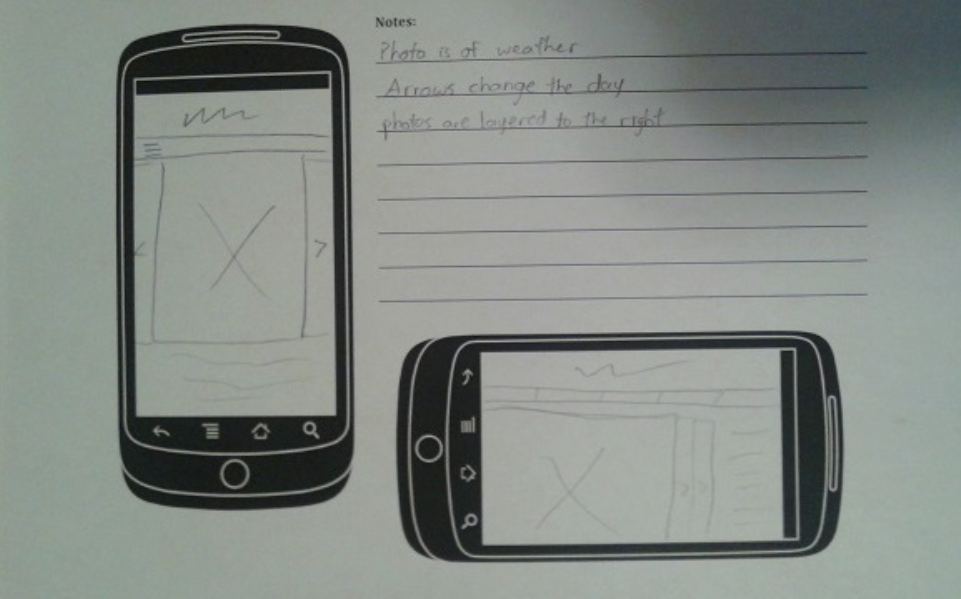 Notes:
Photo is of weather
Arrows change the day
photos are layered to the right